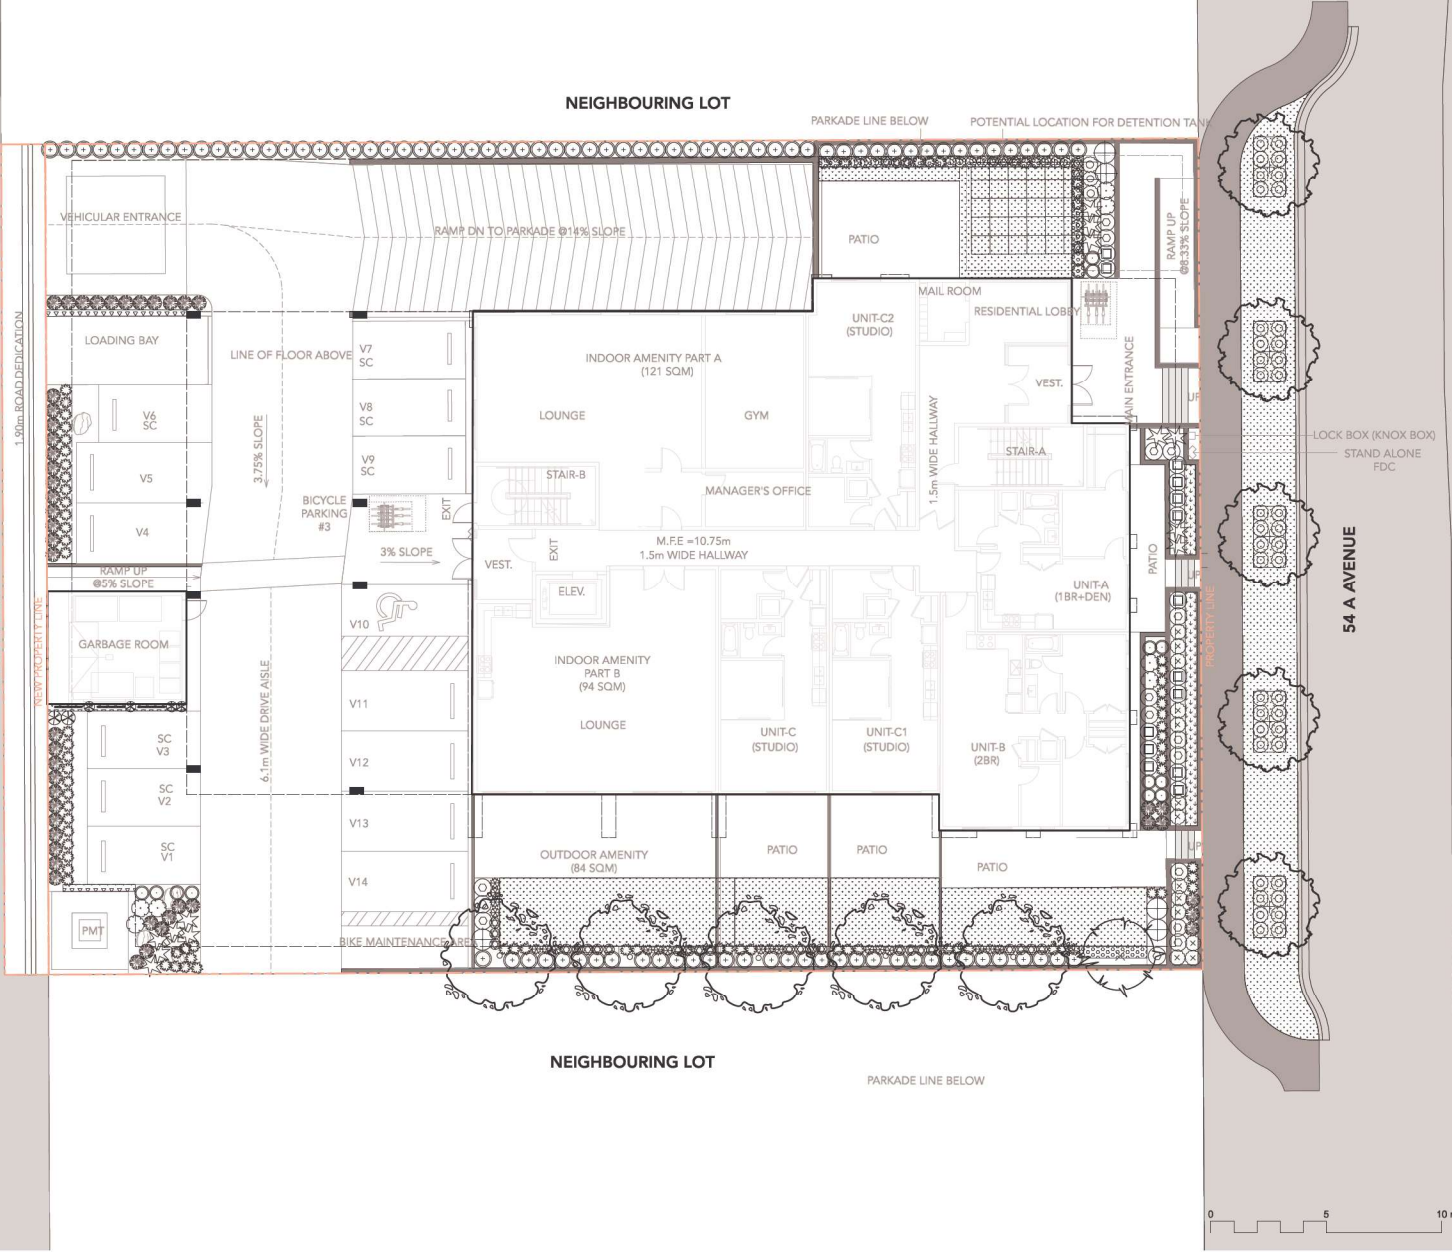 NEIGHBOURING LOT
PARKADE LINE BELOW
POTENTIAL LOCATION FOR DETENTION TANK
VEHICULAR ENTRANCE
RAMP DN TO PARKADE @14% SLOPE
PATIO
RAMP UP
@8.33% SLOPE
MAIL ROOM
RESIDENTIAL LOBBY
UNIT-C2
(STUDIO)
LOADING BAY
LINE OF FLOOR ABOVE
V7
SC
INDOOR AMENITY PART A
(121 SQM)
1.90m ROAD DEDICATION
VEST.
MAIN ENTRANCE
UP
V6
SC
V8
SC
LOUNGE
GYM
3.75% SLOPE
1.5m WIDE HALLWAY
STAIR-A
LOCK BOX (KNOX BOX)
STAND ALONE
FDC
V5
V9
SC
STAIR-B
MANAGER'S OFFICE
BICYCLE
PARKING
#3
EXIT
V4
3% SLOPE
EXIT
M.F.E =10.75m
1.5m WIDE HALLWAY
VEST.
PATIO
54 A AVENUE
RAMP UP
@5% SLOPE
ELEV.
UNIT-A
(1BR+DEN)
UP
V10
NEW PROPERTY LINE
GARBAGE ROOM
PROPERTY LINE
INDOOR AMENITY
PART B
(94 SQM)
V11
6.1m WIDE DRIVE AISLE
LOUNGE
UNIT-C
(STUDIO)
UNIT-C1
(STUDIO)
UNIT-B
(2BR)
SC
V3
V12
SC
V2
V13
SC
V1
OUTDOOR AMENITY
(84 SQM)
PATIO
PATIO
PATIO
UP
V14
PMT
BIKE MAINTENANCE AREA
NEIGHBOURING LOT
PARKADE LINE BELOW
0
5
10